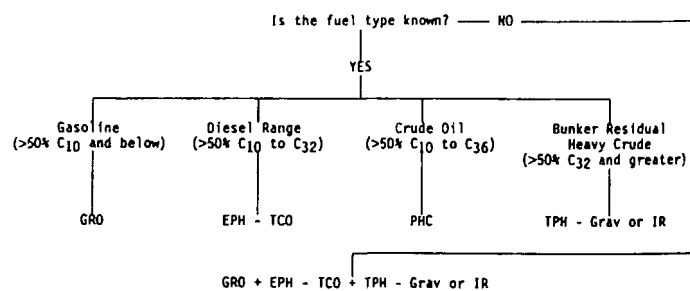 Is the fuel type known? — NO
YES
Gasoline
(>50% C10 and below)
Diesel Range
(>50% C10 to C32)
Crude Oil
(>50% C10 to C36)
Bunker Residual
Heavy Crude
(>50% C32 and greater)
GRO
EPH - TCO
PHC
TPH - Grav or IR
GRO + EPH - TCO + TPH - Grav or IR